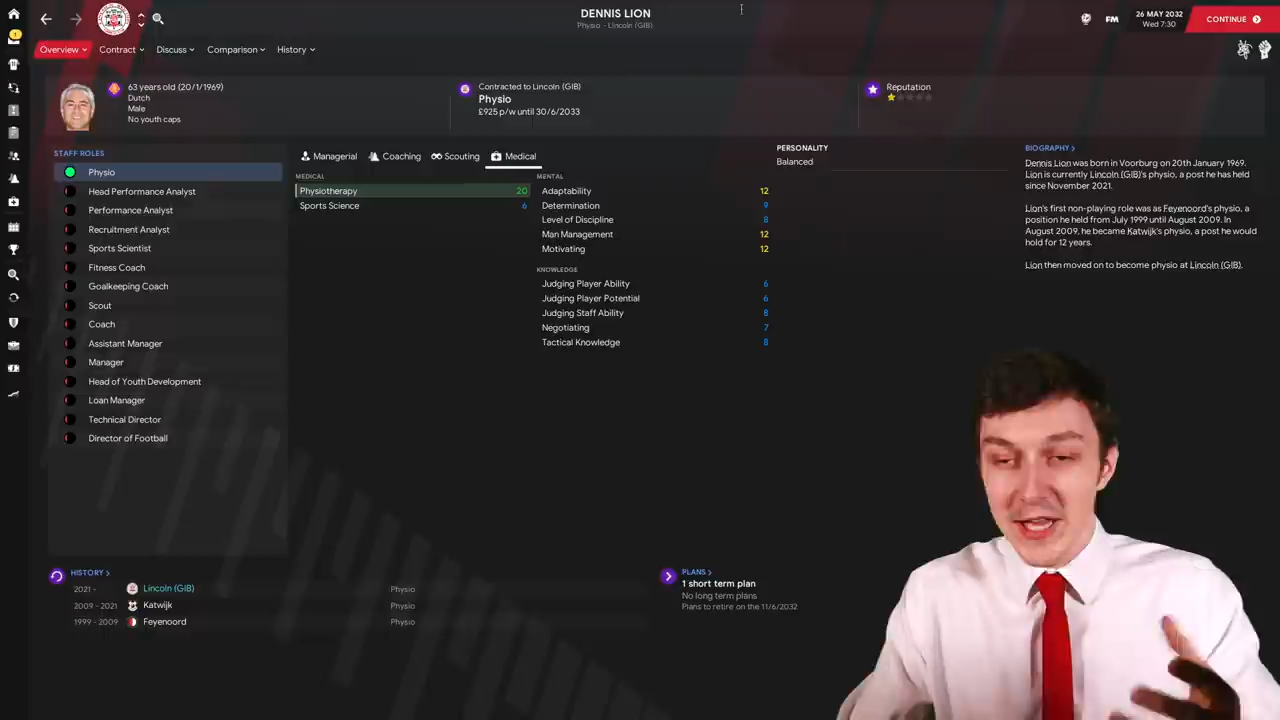 DENNIS LION
Physio - Lincoln (GIB)
FM
26 MAY 2032
Wed 7:30
CONTINUE
Overview
Contract
Discuss
Comparison
History
63 years old (20/1/1969)
Dutch
Male
No youth caps
Contracted to Lincoln (GIB)
Physio
£925 p/w until 30/6/2033
Reputation
STAFF ROLES
Physio
Head Performance Analyst
Performance Analyst
Recruitment Analyst
Sports Scientist
Fitness Coach
Goalkeeping Coach
Scout
Coach
Assistant Manager
Manager
Head of Youth Development
Loan Manager
Technical Director
Director of Football
Managerial
Coaching
Scouting
Medical
MEDICAL
Physiotherapy 20
Sports Science 6
MENTAL
Adaptability 12
Determination 9
Level of Discipline 8
Man Management 12
Motivating 12
KNOWLEDGE
Judging Player Ability 6
Judging Player Potential 6
Judging Staff Ability 8
Negotiating 7
Tactical Knowledge 8
PERSONALITY
Balanced
BIOGRAPHY >
Dennis Lion was born in Voorburg on 20th January 1969.
Lion is currently Lincoln (GIB)'s physio, a post he has held
since November 2021.
Lion's first non-playing role was as Feyenoord's physio, a
position he held from July 1999 until August 2009. In
August 2009, he became Katwijk's physio, a post he would
hold for 12 years.
Lion then moved on to become physio at Lincoln (GIB).
HISTORY >
2021 - Lincoln (GIB) Physio
2009 - 2021 Katwijk Physio
1999 - 2009 Feyenoord Physio
PLANS >
1 short term plan
No long term plans
Plans to retire on the 11/6/2032